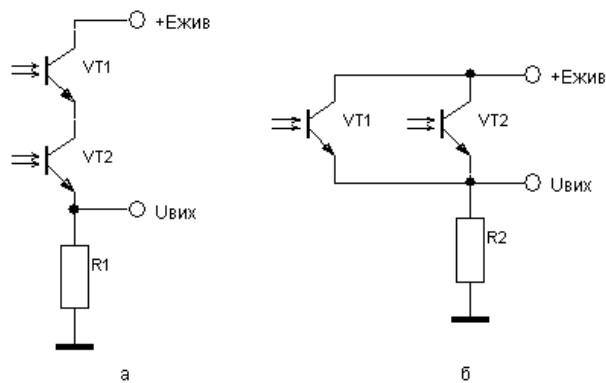 +Eжив
VT1
VT2
Uвих
R1
а
+Eжив
VT1
VT2
Uвих
R2
б